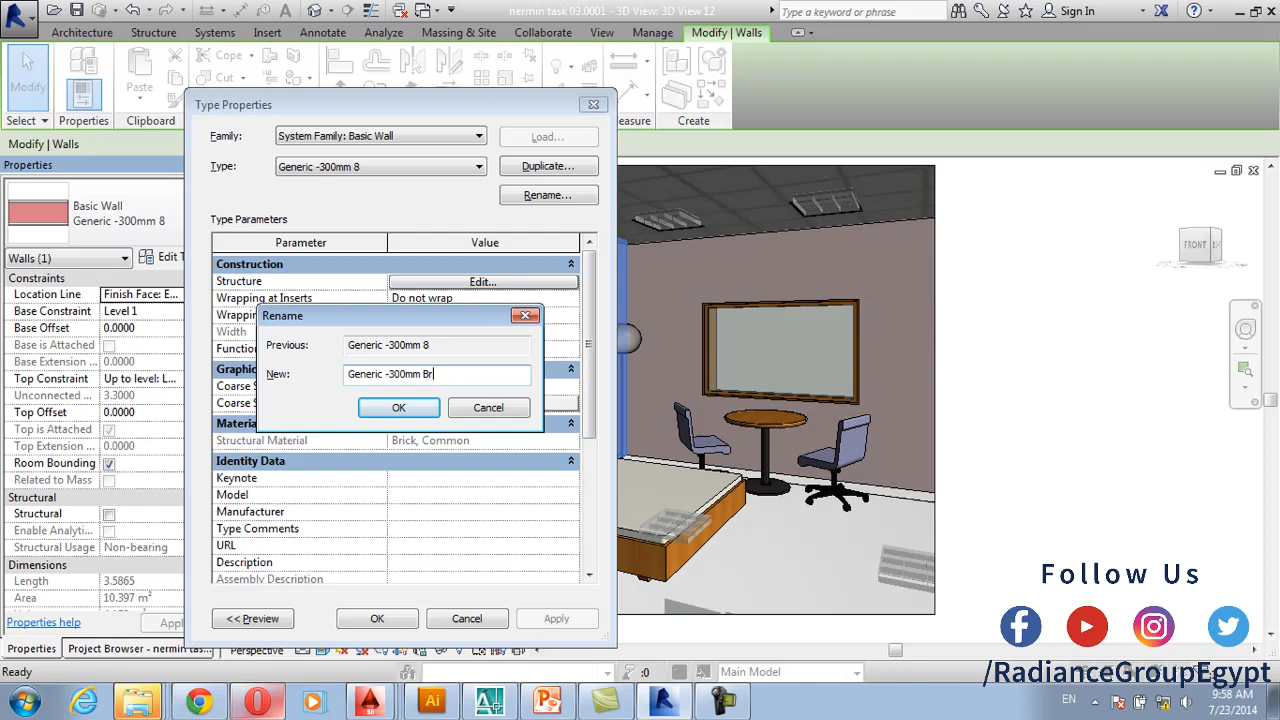 nermin task 03.0001 - 3D View: 3D View 12
Type a keyword or phrase
Sign In
Architecture Structure Systems Insert Annotate Analyze Massing & Site Collaborate View Manage Modify | Walls
Modify
Paste
Cope
Cut
Select Properties Clipboard easure Create
Modify | Walls
Properties
Basic Wall
Generic -300mm 8
Walls (1)
Edit T
Constraints
Location Line Finish Face: E...
Base Constraint Level 1
Base Offset 0.0000
Base is Attached
Base Extension ... 0.0000
Top Constraint Up to level: L...
Unconnected ... 3.3000
Top Offset 0.0000
Top is Attached
Top Extension ... 0.0000
Room Bounding
Related to Mass
Structural
Structural
Enable Analyti...
Structural Usage Non-bearing
Dimensions
Length 3.5865
Area 10.397 m²
Properties help
Appl
Properties Project Browser - nermin task 03...
Type Properties
Family: System Family: Basic Wall Load...
Type: Generic -300mm 8 Duplicate...
Rename...
Type Parameters
Parameter Value
Construction
Structure Edit...
Wrapping at Inserts Do not wrap
Wrapping
Width
Functio
Graphic
Coarse S
Coarse S
Materia
Structural Material Brick, Common
Identity Data
Keynote
Model
Manufacturer
Type Comments
URL
Description
Assembly Description
<< Preview OK Cancel Apply
Rename
Previous: Generic -300mm 8
New: Generic -300mm Br
OK Cancel
FRONT
Perspective
Ready
:0
Main Model
Follow Us
/RadianceGroupEgypt
Ai
EN
9:58 AM
7/23/2014